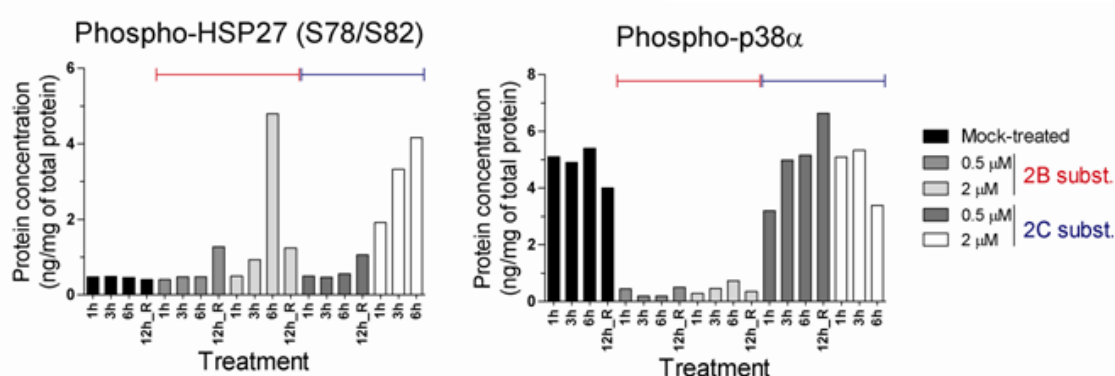 Phospho-HSP27 (S78/S82)
Protein concentration
(ng/mg of total protein)
6
4
2
0
1h 3h 6h 12h_R 1h 3h 6h 12h_R 1h 3h 6h 12h_R 1h 3h 6h 12h_R 1h 3h 6h
Treatment
Phospho-p38α
Protein concentration
(ng/mg of total protein)
8
6
4
2
0
1h 3h 6h 12h_R 1h 3h 6h 12h_R 1h 3h 6h 12h_R 1h 3h 6h 12h_R 1h 3h 6h
Treatment
Mock-treated
0.5 µM
2 µM
2B subst.
0.5 µM
2 µM
2C subst.